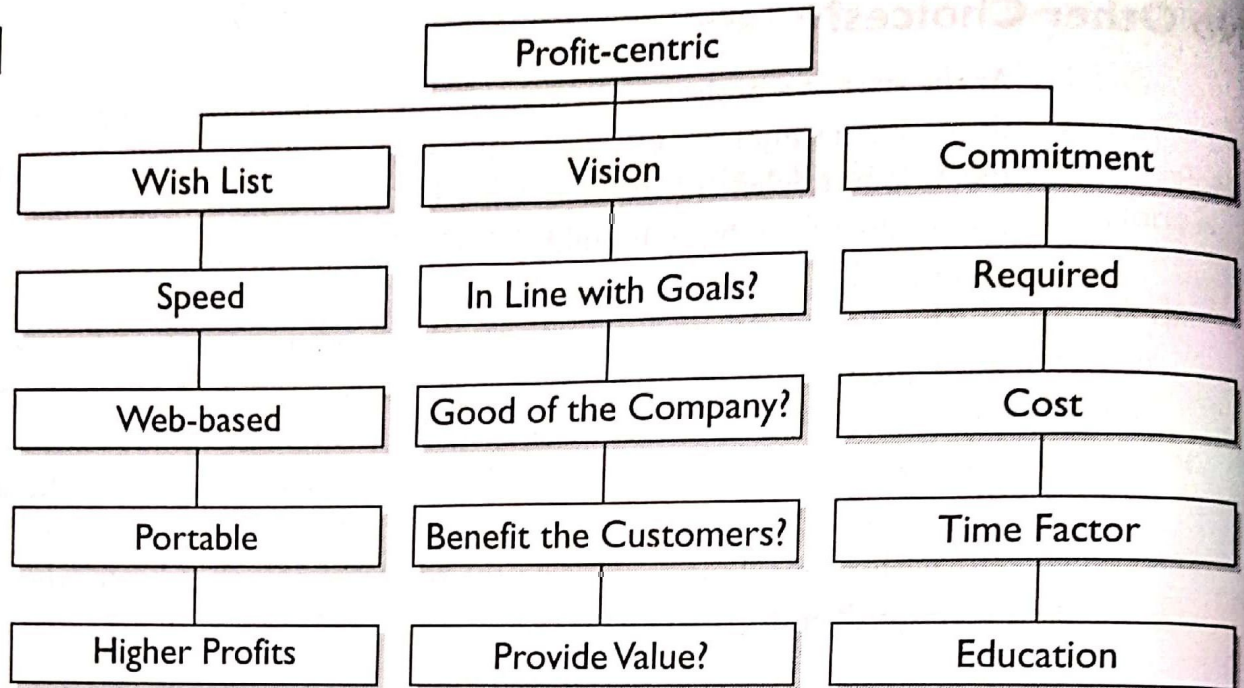 Profit-centric
Wish List
Vision
Commitment
Speed
In Line with Goals?
Required
Web-based
Good of the Company?
Cost
Portable
Benefit the Customers?
Time Factor
Higher Profits
Provide Value?
Education